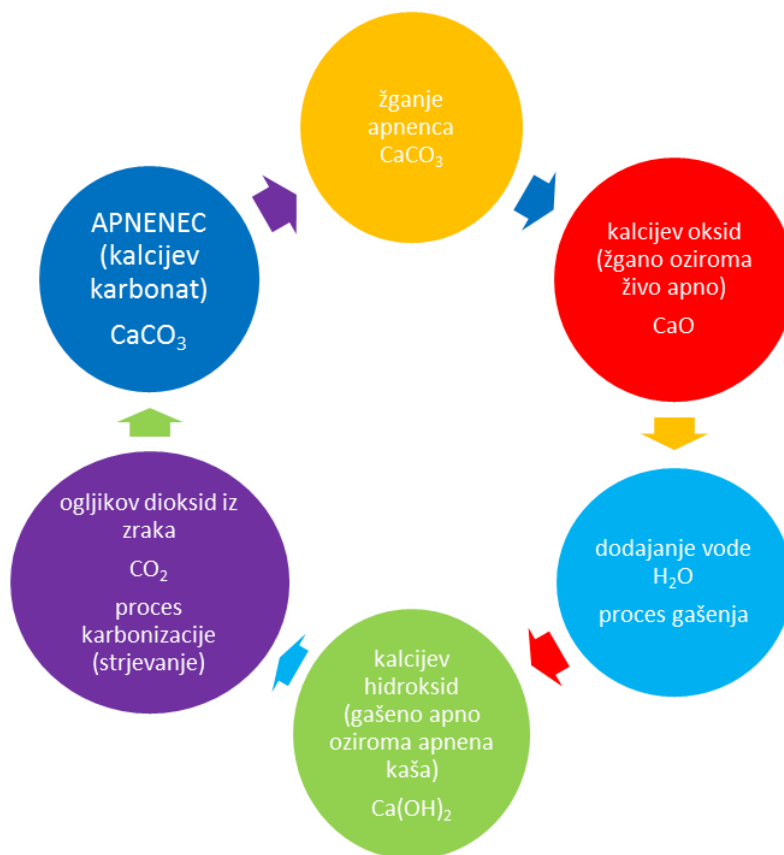 žganje
apnenca
CaCO₃
kalcijev oksid
(žgano oziroma
živo apno)
CaO
dodajanje vode
H₂O
proces gašenja
kalcijev
hidroksid
(gašeno apno
oziroma apnena
kaša)
Ca(OH)₂
ogljikov dioksid iz
zraka
CO₂
proces
karbonizacije
(strjevanje)
APNENEC
(kalcijev
karbonat)
CaCO₃